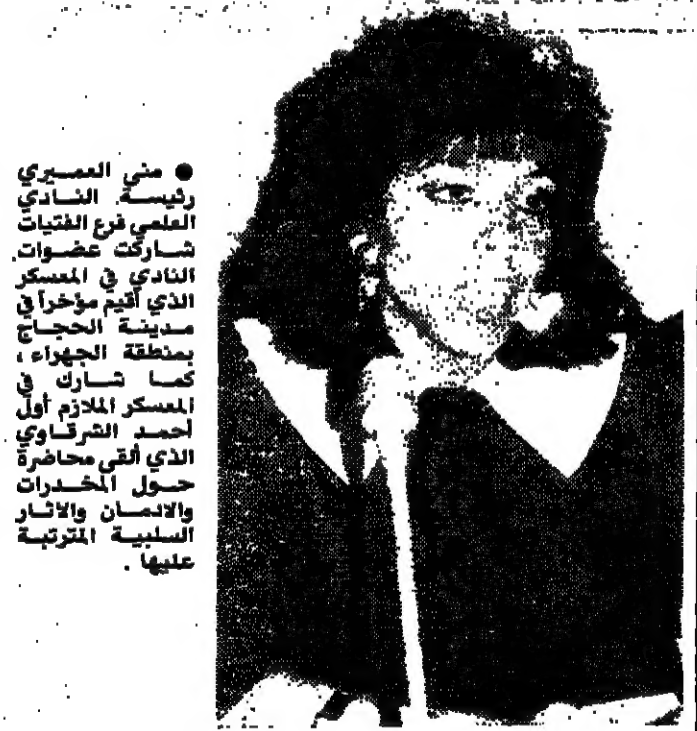 ● منى العميري
رئيسة النادي
العلمي فرع الفتيات
شاركت عضوات
النادي في المعسكر
الذي أقيم مؤخراً في
مدينة الحجاج
بمنطقة الجهراء ،
كما شارك في
المعسكر الملازم أول
أحمد الشرقاوي
الذي ألقى محاضرة
حول المخدرات
والادمان والاثار
السلبية المترتبة
عليها .